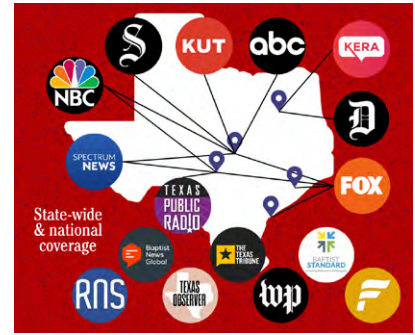 S
KUT
abc
KERA
NBC
D
SPECTRUM
NEWS
FOX
TEXAS
PUBLIC
RADIO
State-wide
& national
coverage
Baptist
News
Global
THE
TEXAS
TRIBUNE
BAPTIST
STANDARD
RNS
TEXAS
OBSERVER
wp
F